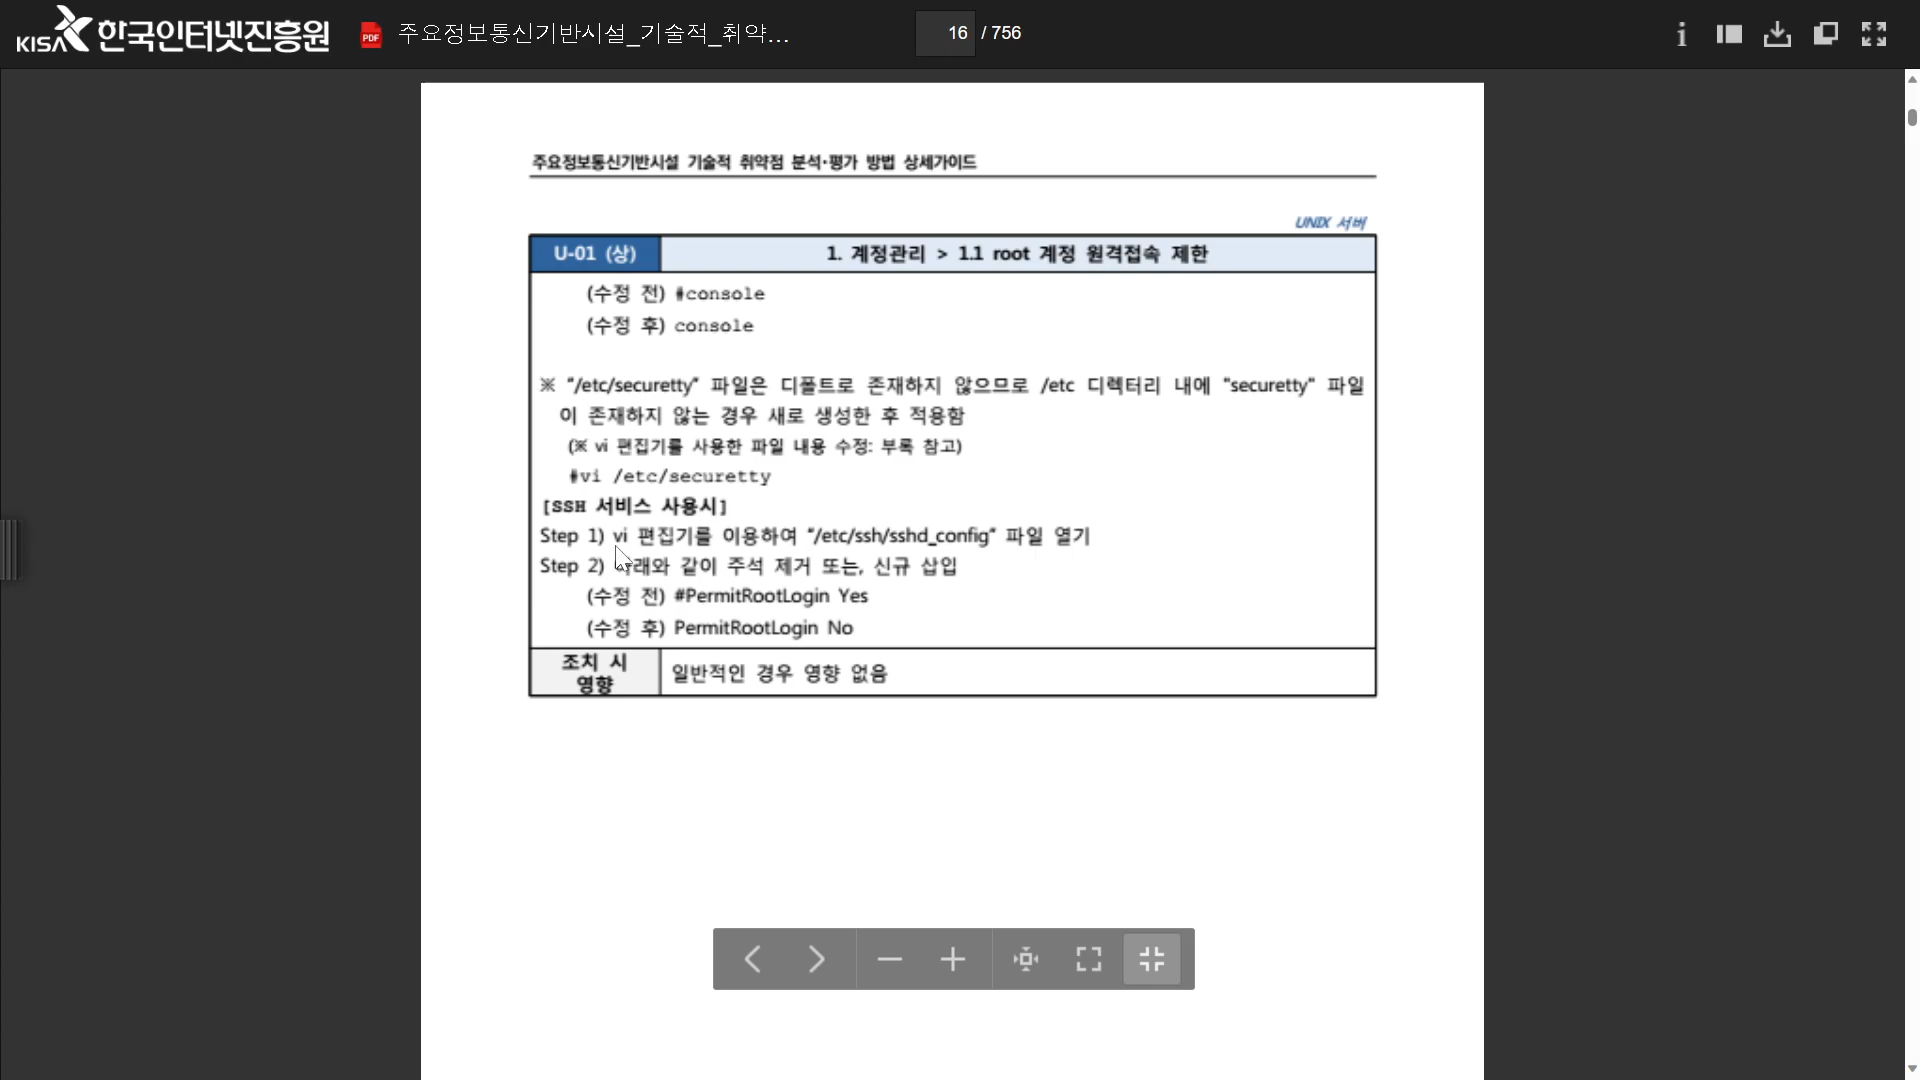 KISA 한국인터넷진흥원
PDF 주요정보통신기반시설_기술적_취약...
16 / 756
주요정보통신기반시설 기술적 취약점 분석·평가 방법 상세가이드
UNIX 서버
U-01 (상) 1. 계정관리 > 1.1 root 계정 원격접속 제한
(수정 전) #console
(수정 후) console
※ “/etc/securetty” 파일은 디폴트로 존재하지 않으므로 /etc 디렉터리 내에 "securetty" 파일
이 존재하지 않는 경우 새로 생성한 후 적용함
(※ vi 편집기를 사용한 파일 내용 수정: 부록 참고)
#vi /etc/securetty
[SSH 서비스 사용시]
Step 1) vi 편집기를 이용하여 “/etc/ssh/sshd_config” 파일 열기
Step 2) 아래와 같이 주석 제거 또는, 신규 삽입
(수정 전) #PermitRootLogin Yes
(수정 후) PermitRootLogin No
조치 시
영향
일반적인 경우 영향 없음